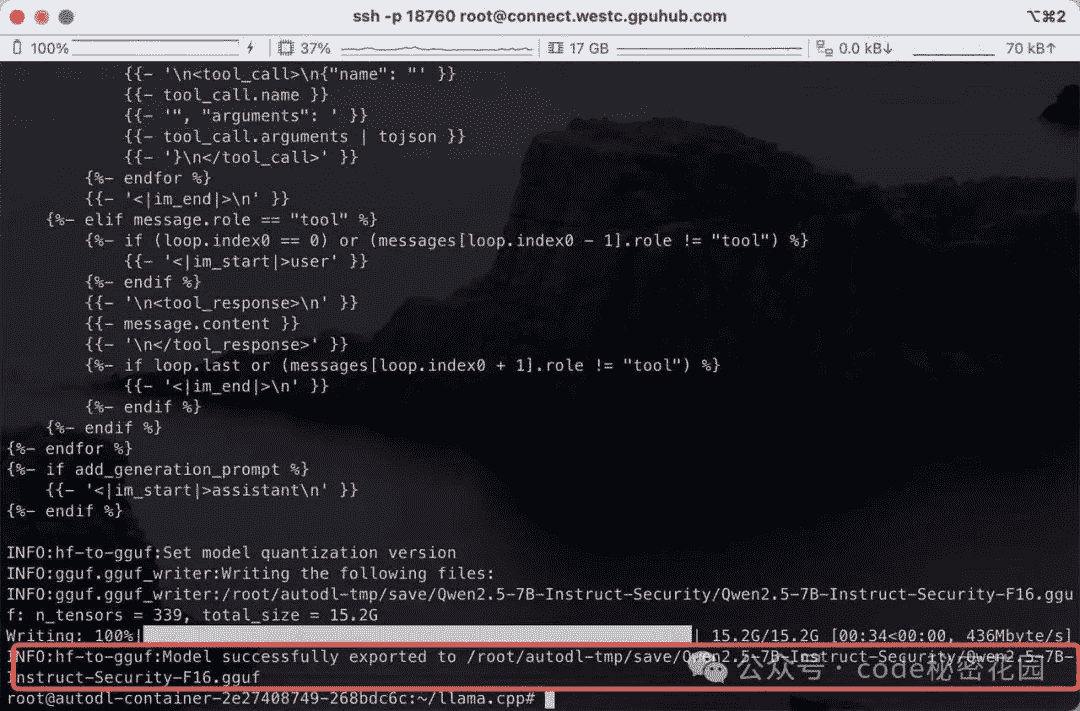 ssh -p 18760 root@connect.westc.gpuhub.com
⌥⌘2
100%
37%
17 GB
0.0 kB↓
70 kB↑
{{- '\n<tool_call>\n{"name": "' }}
{{- tool_call.name }}
{{- '", "arguments": ' }}
{{- tool_call.arguments | tojson }}
{{- '}\n</tool_call>' }}
{%- endfor %}
{{- '<|im_end|>\n' }}
{%- elif message.role == "tool" %}
{%- if (loop.index0 == 0) or (messages[loop.index0 - 1].role != "tool") %}
{{- '<|im_start|>user' }}
{%- endif %}
{{- '\n<tool_response>\n' }}
{{- message.content }}
{{- '\n</tool_response>' }}
{%- if loop.last or (messages[loop.index0 + 1].role != "tool") %}
{{- '<|im_end|>\n' }}
{%- endif %}
{%- endif %}
{%- endfor %}
{%- if add_generation_prompt %}
{{- '<|im_start|>assistant\n' }}
{%- endif %}
INFO:hf-to-gguf:Set model quantization version
INFO:gguf.gguf_writer:Writing the following files:
INFO:gguf.gguf_writer:/root/autodl-tmp/save/Qwen2.5-7B-Instruct-Security/Qwen2.5-7B-Instruct-Security-F16.ggu
f: n_tensors = 339, total_size = 15.2G
Writing: 100%| | 15.2G/15.2G [00:34<00:00, 436Mbyte/s]
INFO:hf-to-gguf:Model successfully exported to /root/autodl-tmp/save/Qwen2.5-7B-Instruct-Security/Qwen2.5-7B-
Instruct-Security-F16.gguf
公众号 · code秘密花园
root@autodl-container-2e27408749-268bdc6c:~/llama.cpp#